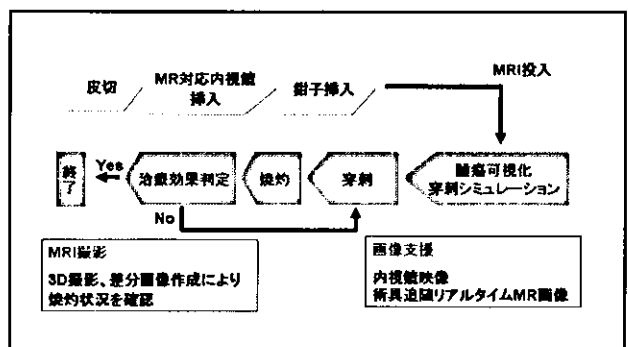 皮切
MR対応内視鏡
挿入
鉗子挿入
MRI投入
終了
Yes
治療効果判定
焼灼
穿刺
腫瘍可視化
穿刺シミュレーション
No
MRI撮影
3D撮影、差分画像作成により
焼灼状況を確認
画像支援
内視鏡映像
術具追随リアルタイムMR画像